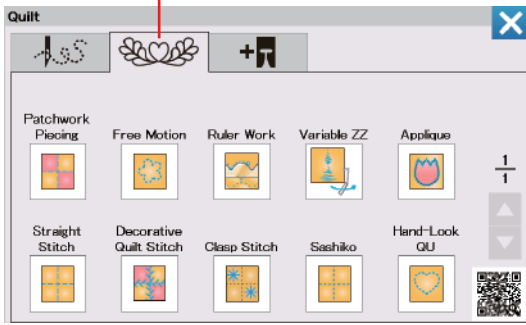 Quilt
Patchwork
Piecing
Free Motion
Ruler Work
Variable ZZ
Applique
1
1
Straight
Stitch
Decorative
Quilt Stitch
Clasp Stitch
Sashiko
Hand-Look
QU